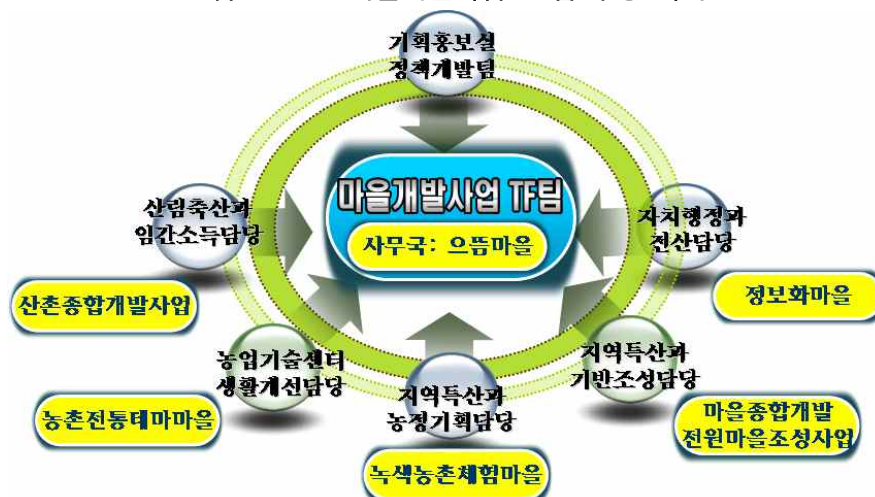 기획홍보실
정책개발팀
마을개발사업 TF팀
사무국: 으뜸마을
산림축산과
임간소득담당
산촌종합개발사업
자치행정과
전산담당
정보화마을
농업기술센터
생활개선담당
농촌전통테마마을
지역특산과
농정기획담당
녹색농촌체험마을
지역특산과
기반조성담당
마을종합개발
전원마을조성사업